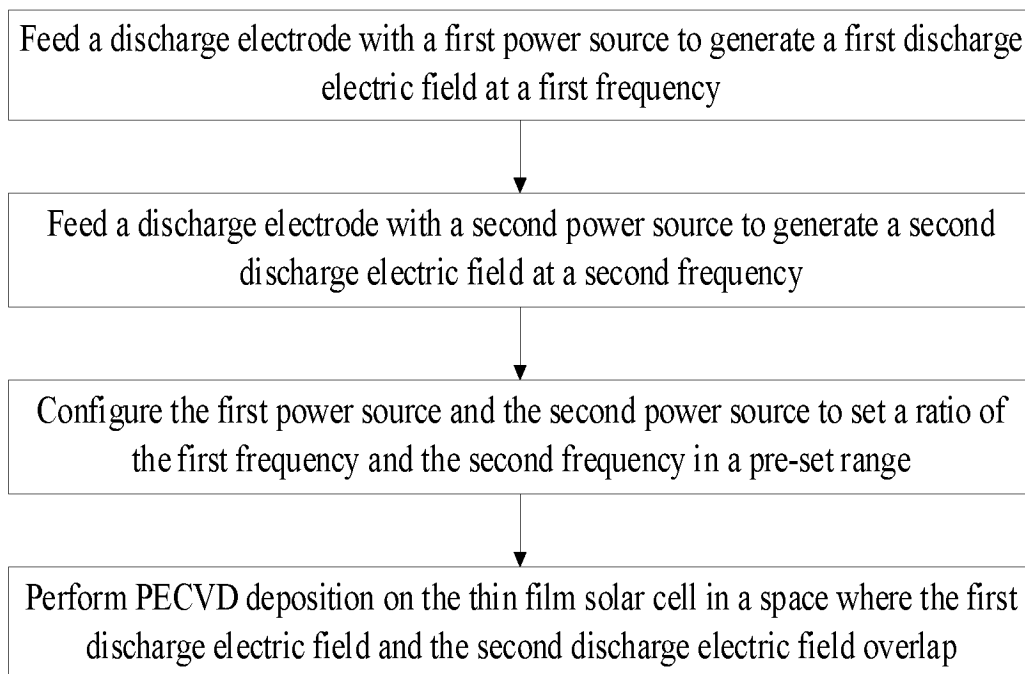 Feed a discharge electrode with a first power source to generate a first discharge
electric field at a first frequency
Feed a discharge electrode with a second power source to generate a second
discharge electric field at a second frequency
Configure the first power source and the second power source to set a ratio of
the first frequency and the second frequency in a pre-set range
Perform PECVD deposition on the thin film solar cell in a space where the first
discharge electric field and the second discharge electric field overlap